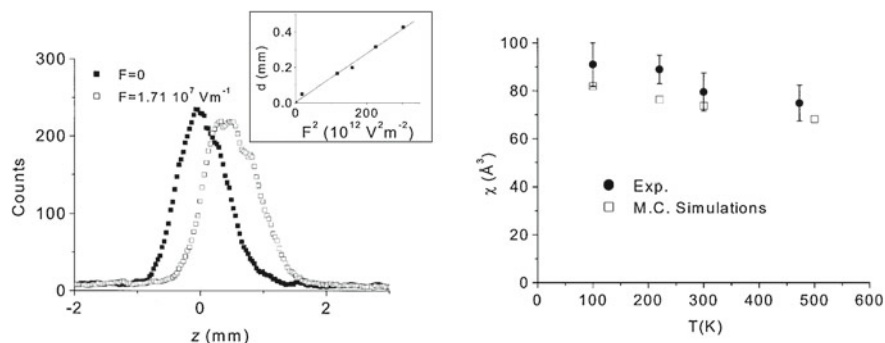 300
200
100
0
Counts
-2
0
2
z (mm)
F=0
F=1.71 10⁷ Vm⁻¹
0.4
0.2
0.0
d (mm)
0
200
F² (10¹² V²m⁻²)
100
80
60
40
20
0
χ (Å³)
Exp.
M.C. Simulations
0
100
200
300
400
500
T(K)